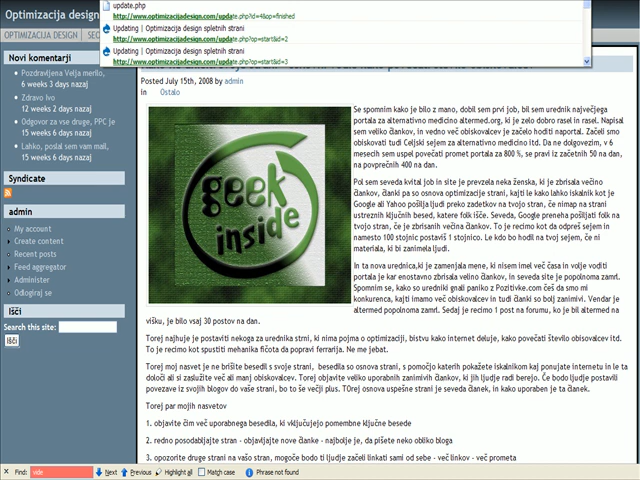 Optimizacija design
update.php
http://www.optimizacijadesign.com/update.php?id=4&op=finished
Updating | Optimizacija design spletnih strani
http://www.optimizacijadesign.com/update.php?op=start&id=2
Updating | Optimizacija design spletnih strani
http://www.optimizacijadesign.com/update.php?op=start&id=3
OPTIMIZACIJA DESIGN
Novi komentarji
Pozdravljena Velja merilo,
6 weeks 3 days nazaj
Zdravo Ivo
12 weeks 2 days nazaj
Odgovor za vse druge, PPC je
15 weeks 6 days nazaj
Lahko, poslal sem vam mail,
15 weeks 6 days nazaj
Syndicate
admin
My account
Create content
Recent posts
Feed aggregator
Administer
Odlogiraj se
Išči
Search this site:
Išči
Posted July 15th, 2008 by admin
in Ostalo
geek
inside
Se spomnim kako je bilo z mano, dobil sem prvi job, bil sem urednik največjega
portala za alternativno medicino altermed.org, ki je zelo dobro rasel in rasel. Napisal
sem veliko člankov, in vedno več obiskovalcev je začelo hoditi naportal. Začeli smo
obiskovati tudi Celjski sejem za alternativno medicino itd. Da ne dolgovezim, v 6
mesecih sem uspel povečati promet portala za 800 %, se pravi iz začetnih 50 na dan,
na povprečnih 400 na dan.
Pol sem seveda kvital job in site je prevzela neka ženska, ki je zbrisala večino
člankov, članki pa so osnova optimizacije strani, kajti le kako lahko iskalnik kot je
Google ali Yahoo pošilja ljudi preko zadetkov na tvojo stran, če nimap na strani
ustreznih ključnih besed, katere folk išče. Seveda, Google preneha pošiljati folk na
tvojo stran, če je zbrisanih večina člankov. To je recimo kot da odpreš sejem in
namesto 100 stojnic postaviš 1 stojnico. Le kdo bo hodil na tvoj sejem, če ni
materiala, ki bi zanimala ljudi.
In ta nova urednica,ki je zamenjala mene, ki nisem imel več časa in volje voditi
portala je kar enostavno zbrisala velino člankov, in seveda site je popolnoma zamrl.
Spomnim se, kako so uredniki gnali paniko z Pozitivke.com češ da smo mi
konkurenca, kajti imamo več obiskovalcev in tudi članki so bolj zanimivi. Vendar je
altermed popolnoma zamrl. Sedaj je recimo 1 post na forumu, ko je bil altermed na
višku, je bilo vsaj 30 postov na dan.
Torej najhuje je postaviti nekoga za urednika strni, ki nima pojma o optimizaciji, bistvu kako internet deluje, kako povečati število obisovalcev itd.
To je recimo kot spustiti mehanika fičota da popravi ferrarija. Ne me jebat.
Torej moj nasvet je ne brišite besedil s svoje strani, besedila so osnova strani, s pomočjo katerih pokažete iskalnikom kaj ponujate internetu in le ta
določi ali si zaslužite več ali manj obiskovalcev. Torej objavite veliko uporabnih zanimivih člankov, ki jih ljudje radi berejo. Če bodo ljudje postavili
povezave iz svojih blogov do vaše strani, bo to še večji plus. TOrej osnova uspešne strani je seveda članek, in kako uporaben je ta članek.
Torej par mojih nasvetov
1. objavite čim več uporabnega besedila, ki vključujejo pomembne ključne besede
2. redno posodabljajte stran - objavljajte nove članke - najbolje je, da pišete neko obliko bloga
3. opozorite druge strani na vašo stran, mogoče bodo ti ljudje začeli linkati sami od sebe - več linkov - več prometa
Find: vide Next Previous Highlight all Match case Phrase not found